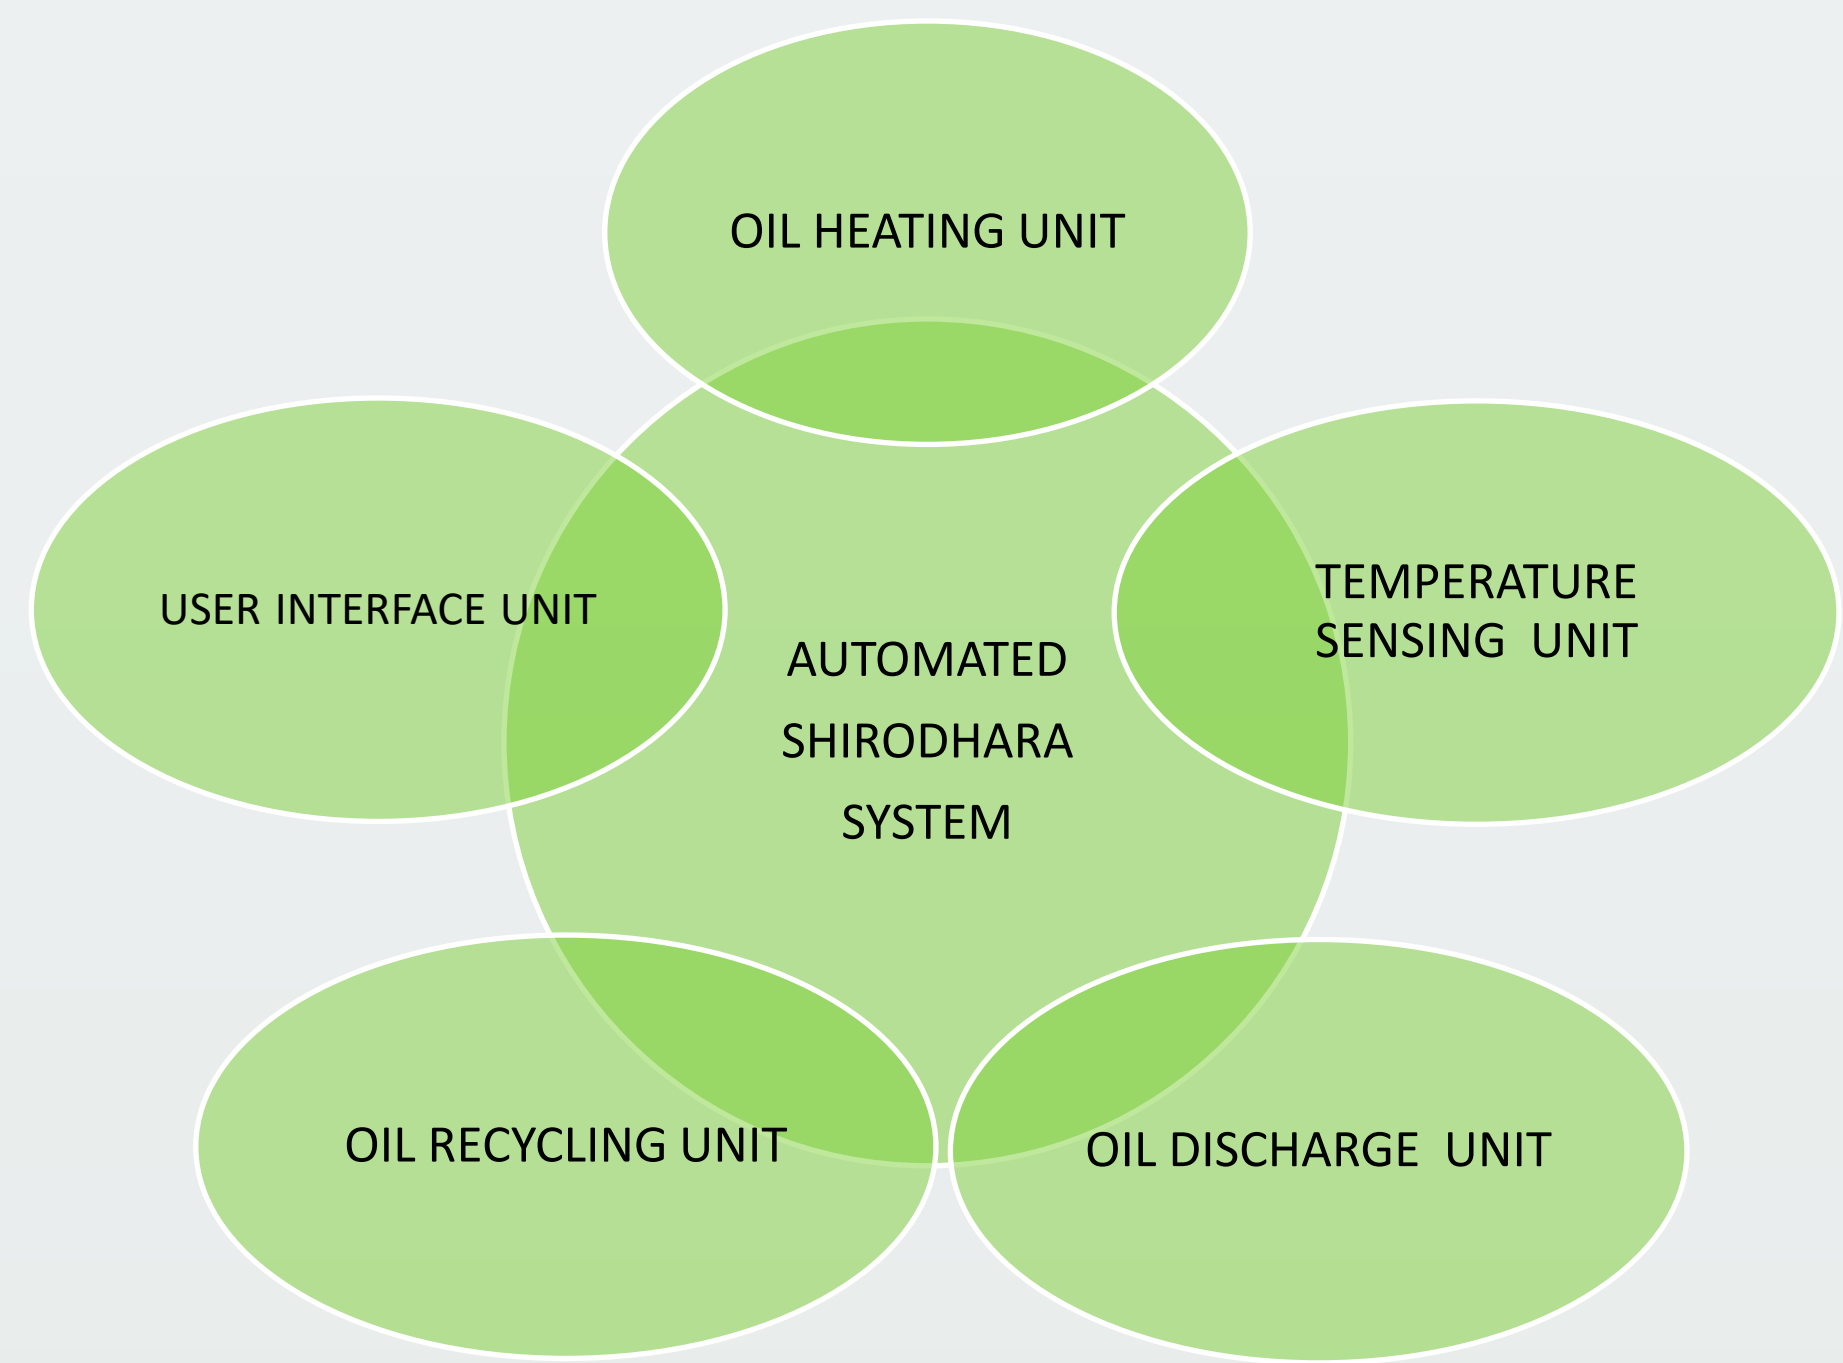 OIL HEATING UNIT
USER INTERFACE UNIT
TEMPERATURE
SENSING  UNIT
AUTOMATED
SHIRODHARA
SYSTEM
OIL RECYCLING UNIT
OIL DISCHARGE  UNIT